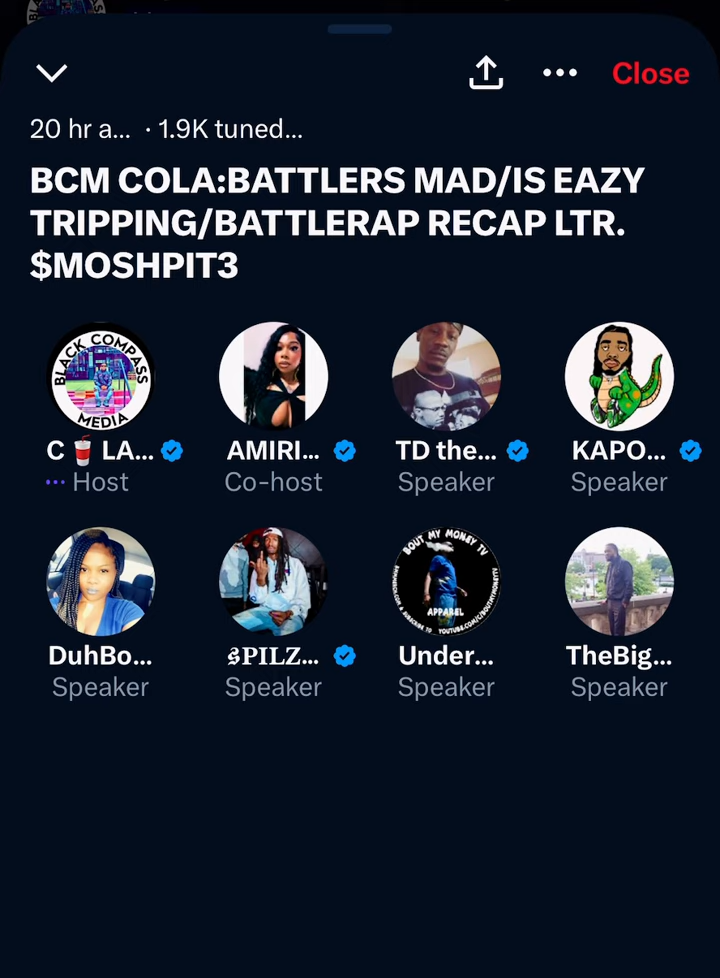 20 hr a... · 1.9K tuned...
Close
BCM COLA:BATTLERS MAD/IS EAZY
TRIPPING/BATTLERAP RECAP LTR.
$MOSHPIT3
BLACK COMPASS
MEDIA
C🥤LA... AMIRI... TD the... KAPO...
Host Co-host Speaker Speaker
BOUT MY MONEY TV
APPAREL
DuhBo... 𝕾PILZ... Under... TheBig...
Speaker Speaker Speaker Speaker